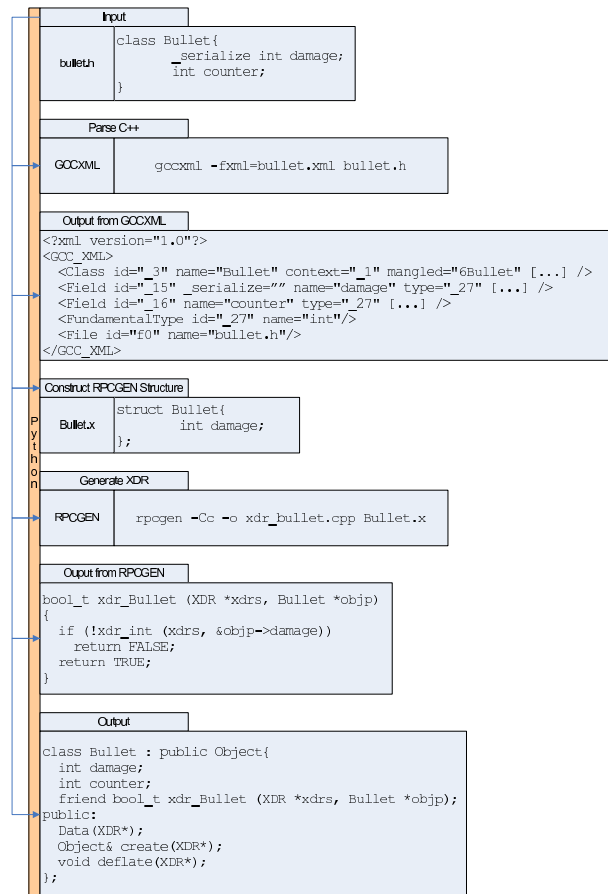 Input
bullet.h
class Bullet{
_serialize int damage;
int counter;
}
Parse C++
GCCXML
gccxml -fxml=bullet.xml bullet.h
Output from GCCXML
<?xml version="1.0"?>
<GCC_XML>
<Class id="_3" name="Bullet" context="_1" mangled="6Bullet" [...] />
<Field id="_15" _serialize="" name="damage" type="_27" [...] />
<Field id="_16" name="counter" type="_27" [...] />
<FundamentalType id="_27" name="int"/>
<File id="f0" name="bullet.h"/>
</GCC_XML>
Construct RPCGEN Structure
Bullet.x
struct Bullet{
int damage;
};
Python
Generate XDR
RPCGEN
rpcgen -Cc -o xdr_bullet.cpp Bullet.x
Ouput from RPCGEN
bool_t xdr_Bullet (XDR *xdrs, Bullet *objp)
{
if (!xdr_int (xdrs, &objp->damage))
return FALSE;
return TRUE;
}
Output
class Bullet : public Object{
int damage;
int counter;
friend bool_t xdr_Bullet (XDR *xdrs, Bullet *objp);
public:
Data(XDR*);
Object& create(XDR*);
void deflate(XDR*);
};